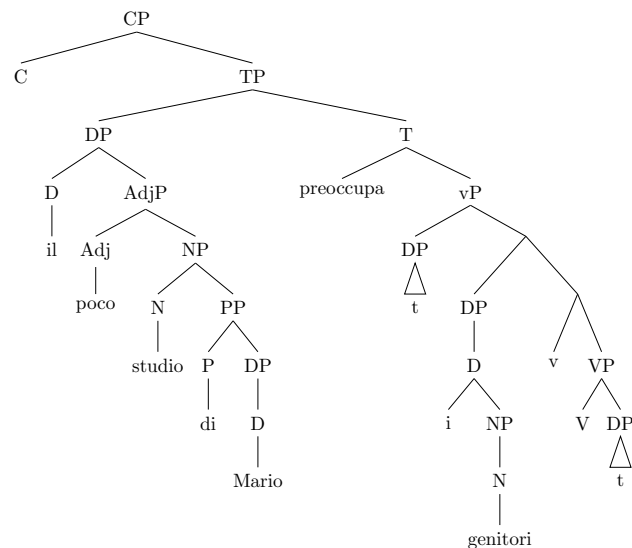 CP
C TP
DP T
D AdjP preoccupa vP
il Adj NP DP
poco N PP t DP
studio P DP D v VP
di D i NP V DP
Mario N t
genitori